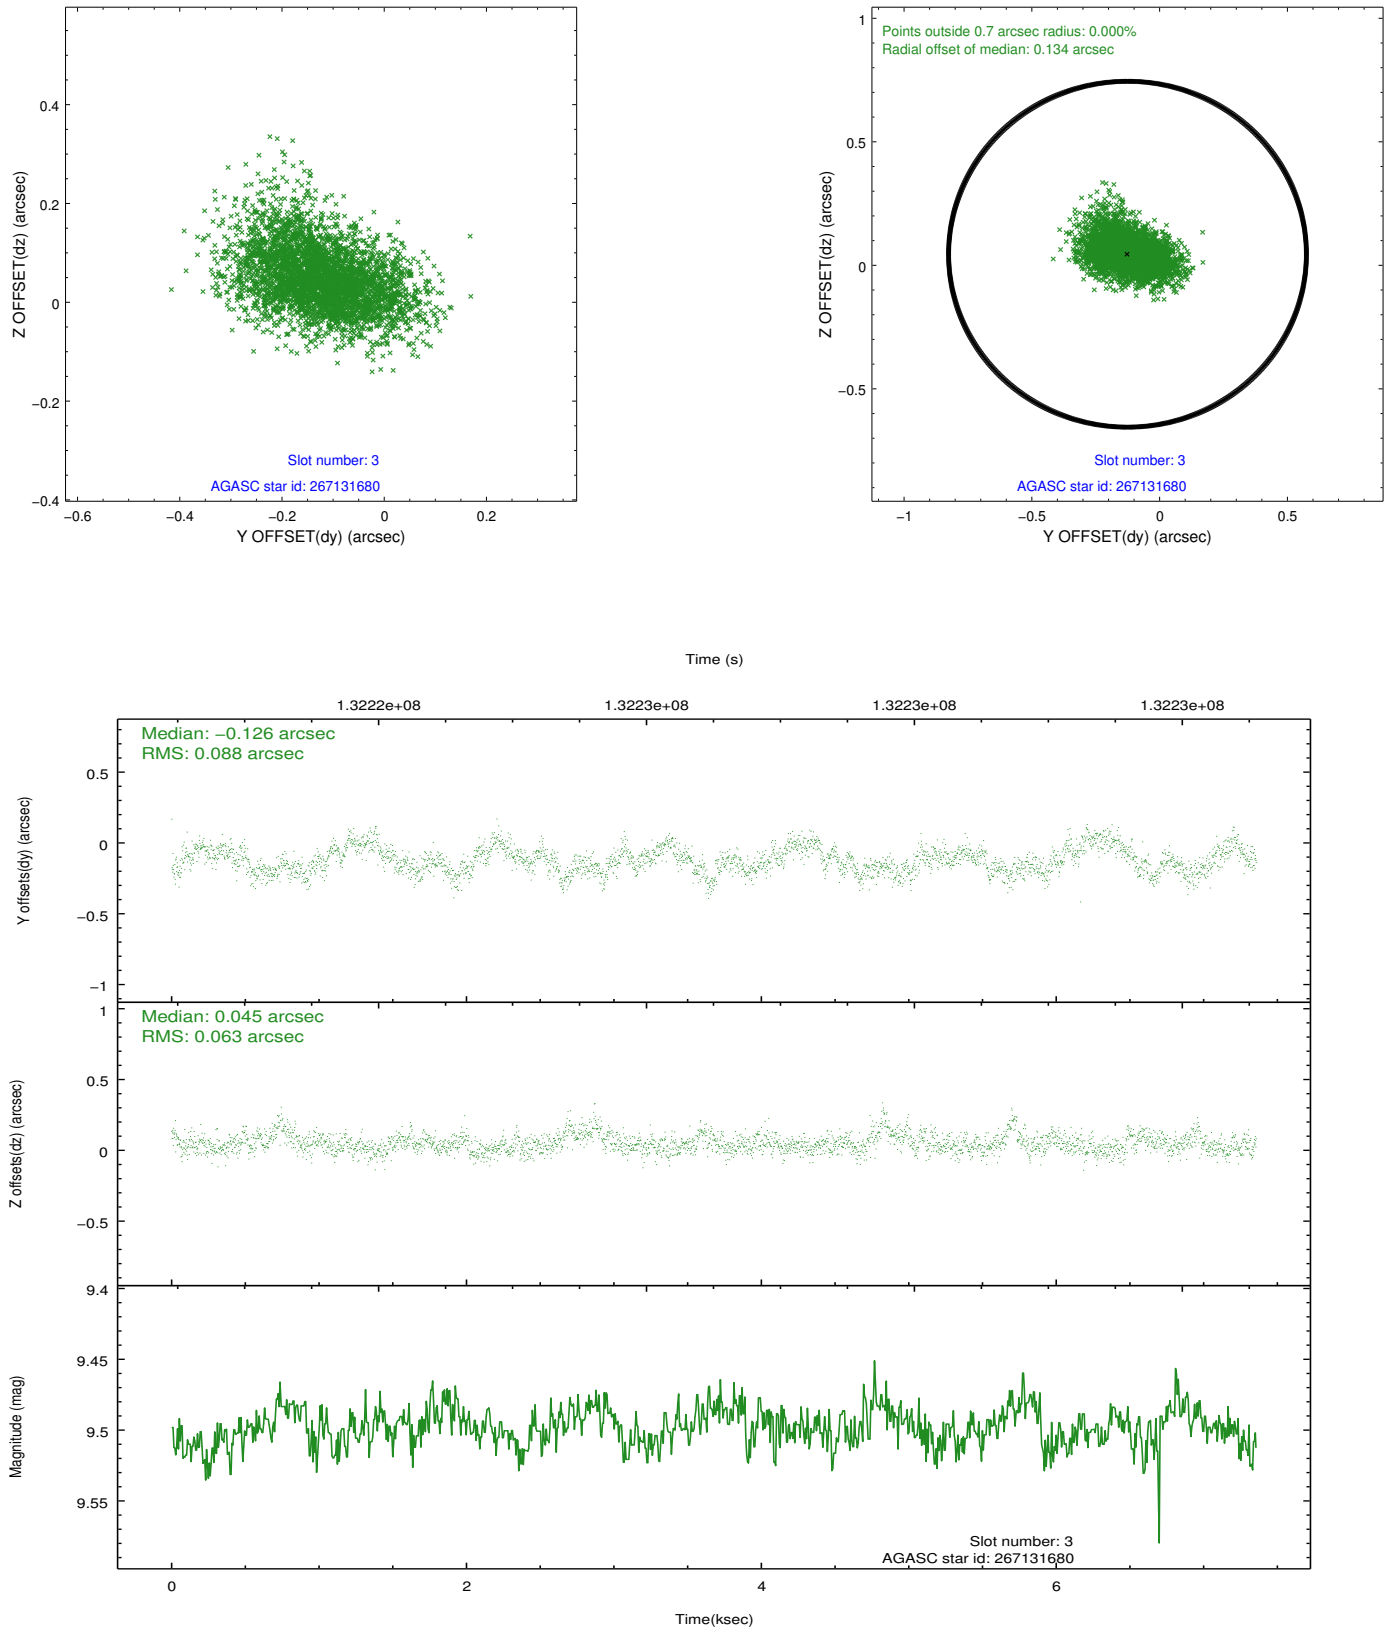 0.4
0.2
0
−0.2
−0.4
Z OFFSET(dz) (arcsec)
Slot number: 3
AGASC star id: 267131680
−0.6
−0.4
−0.2
0
0.2
Y OFFSET(dy) (arcsec)
Points outside 0.7 arcsec radius: 0.000%
Radial offset of median: 0.134 arcsec
1
0.5
0
−0.5
Z OFFSET(dz) (arcsec)
Slot number: 3
AGASC star id: 267131680
−1
−0.5
0
0.5
Y OFFSET(dy) (arcsec)
Time (s)
1.3222e+08
1.3223e+08
1.3223e+08
1.3223e+08
Median: −0.126 arcsec
RMS: 0.088 arcsec
0.5
0
−0.5
−1
Y offsets(dy) (arcsec)
Median: 0.045 arcsec
RMS: 0.063 arcsec
1
0.5
0
−0.5
Z offsets(dz) (arcsec)
9.4
9.45
9.5
9.55
Magnitude (mag)
Slot number: 3
AGASC star id: 267131680
0
2
4
6
Time(ksec)